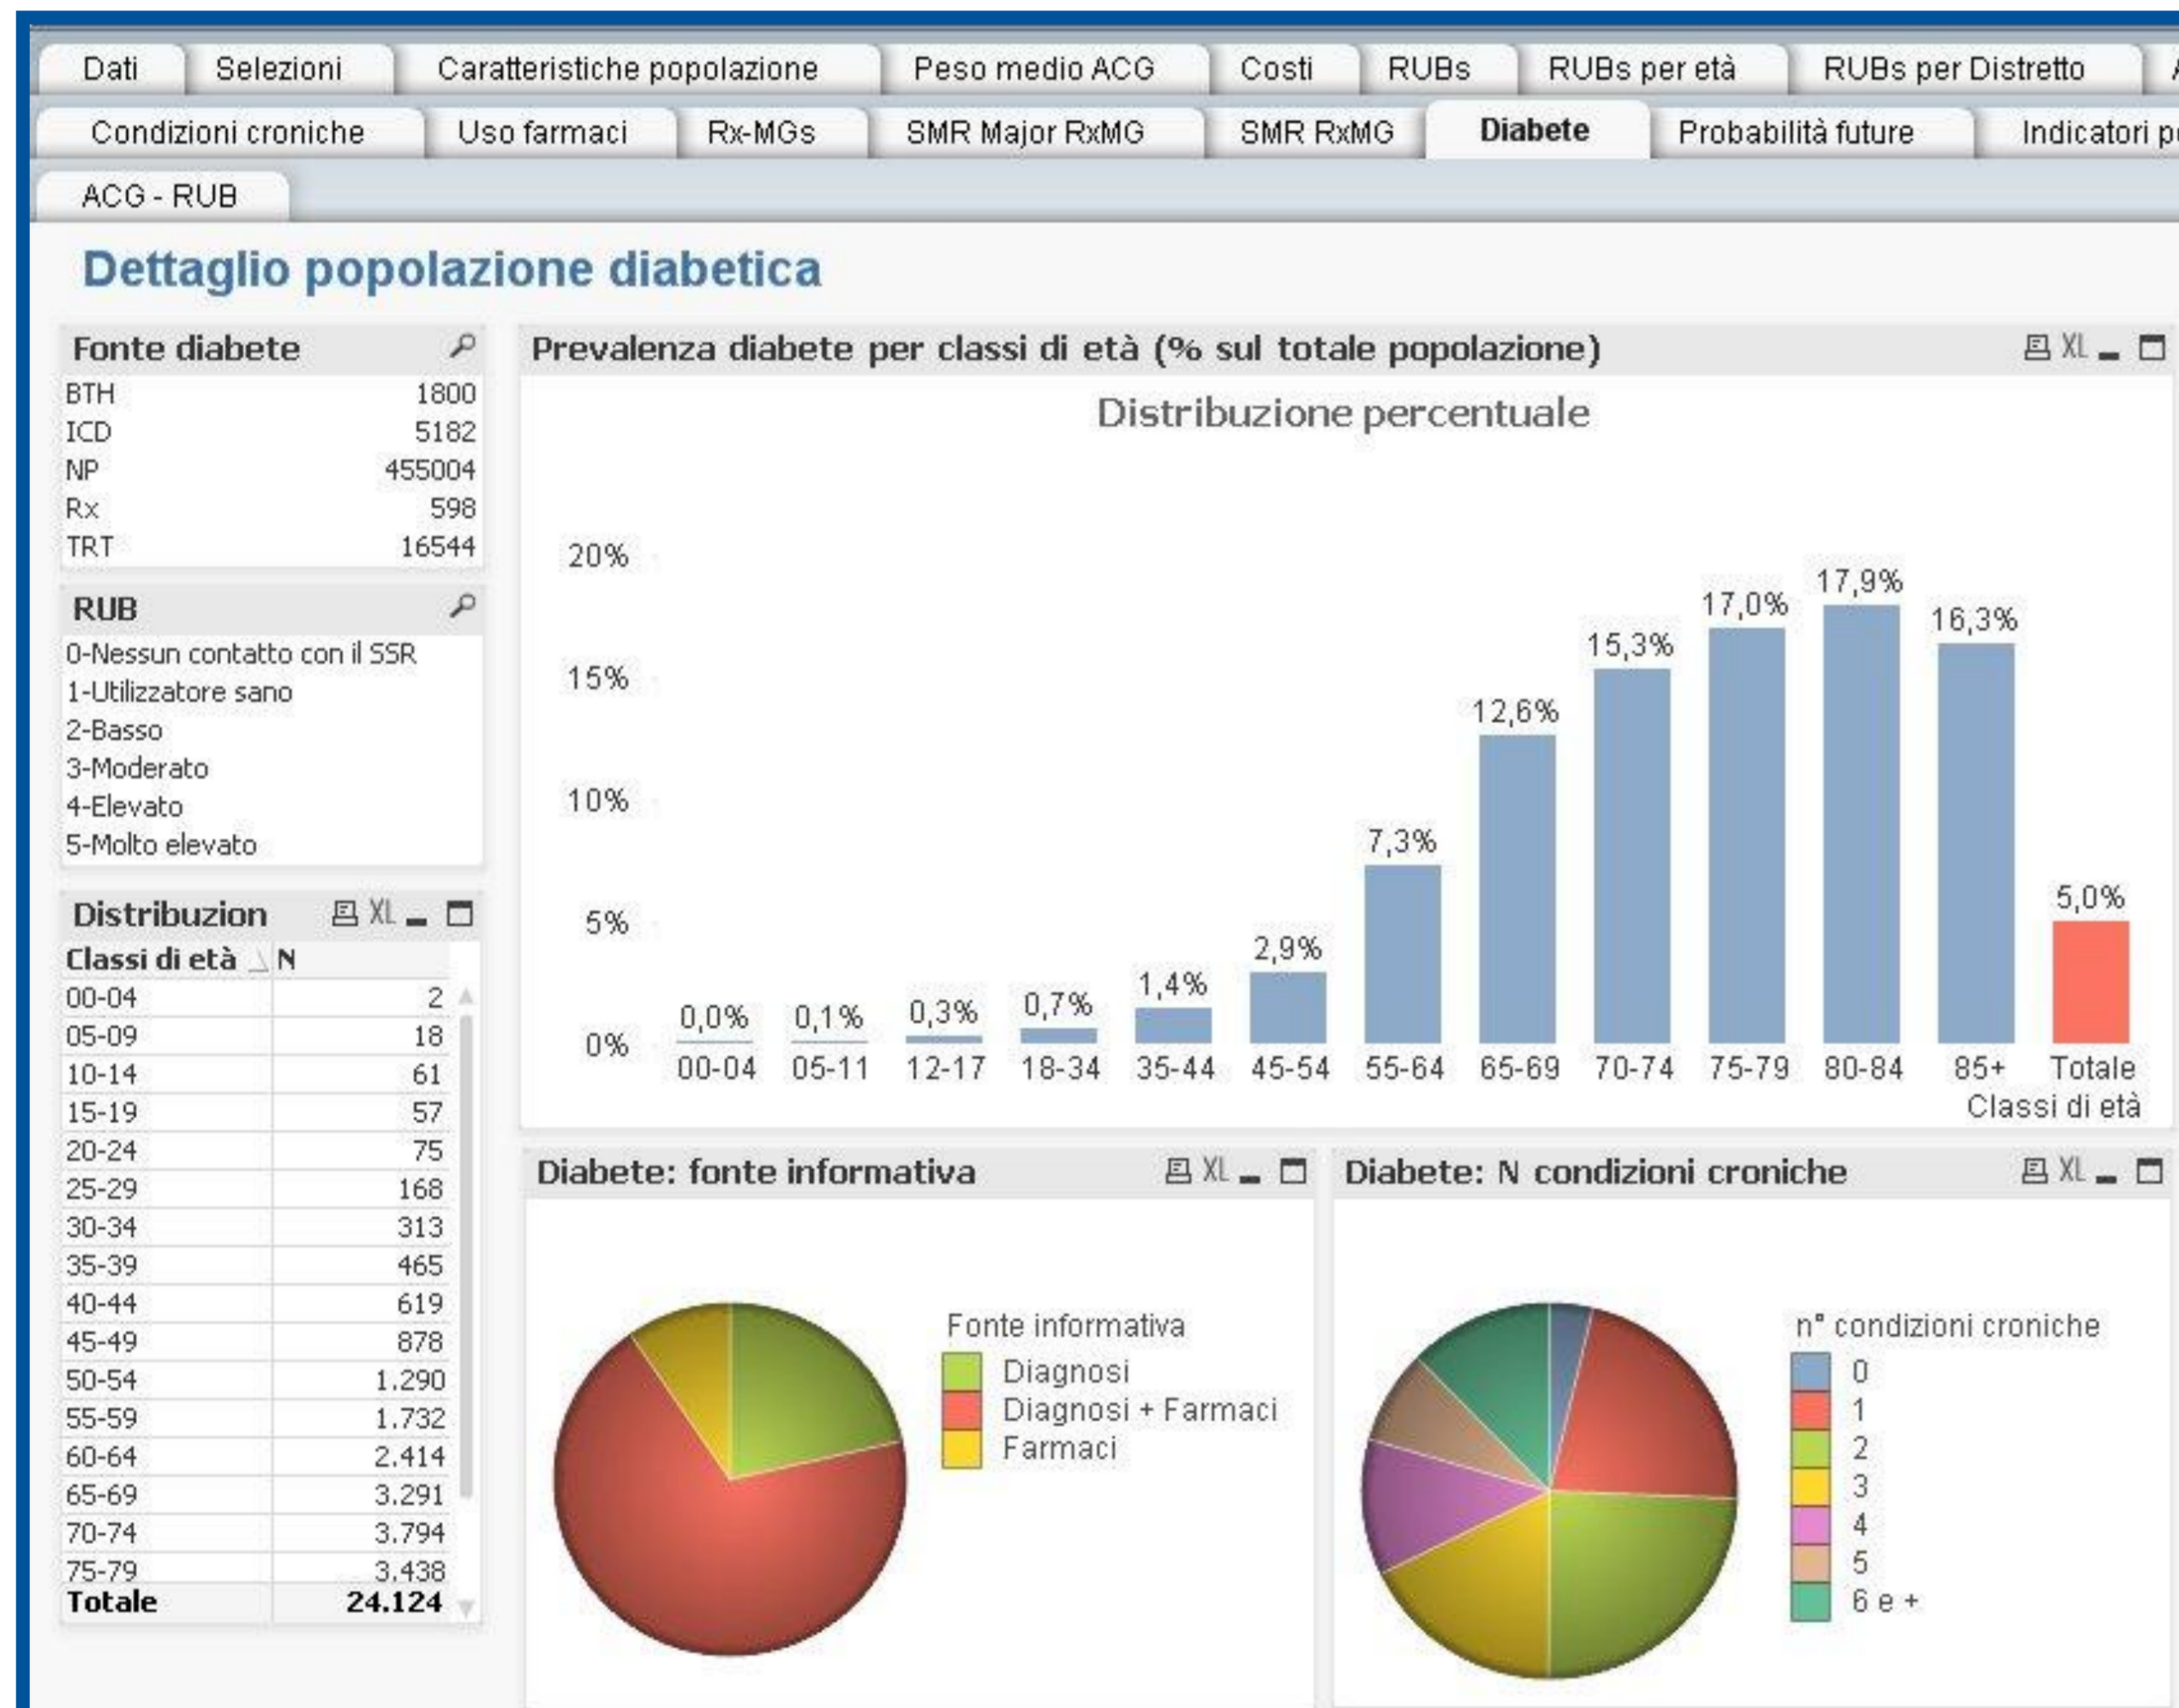 Dati Selezioni Caratteristiche popolazione Peso medio ACG Costi RUBs RUBs per età RUBs per Distretto
Condizioni croniche Uso farmaci Rx-MGs SMR Major RxMG SMR RxMG Diabete Probabilità future Indicatori
ACG - RUB
Dettaglio popolazione diabetica
Fonte diabete
BTH 1800
ICD 5182
NP 455004
Rx 598
TRT 16544
RUB
0-Nessun contatto con il SSR
1-Utilizzatore sano
2-Basso
3-Moderato
4-Elevato
5-Molto elevato
Distribuzion XL
Classi di età N
00-04 2
05-09 18
10-14 61
15-19 57
20-24 75
25-29 168
30-34 313
35-39 465
40-44 619
45-49 878
50-54 1.290
55-59 1.732
60-64 2.414
65-69 3.291
70-74 3.794
75-79 3.438
Totale 24.124
Prevalenza diabete per classi di età (% sul totale popolazione) XL
Distribuzione percentuale
20%
15%
10%
5%
0%
0,0% 0,1% 0,3% 0,7% 1,4% 2,9% 7,3% 12,6% 15,3% 17,0% 17,9% 16,3% 5,0%
00-04 05-11 12-17 18-34 35-44 45-54 55-64 65-69 70-74 75-79 80-84 85+ Totale
Classi di età
Diabete: fonte informativa XL
Fonte informativa
Diagnosi
Diagnosi + Farmaci
Farmaci
Diabete: N condizioni croniche XL
n° condizioni croniche
0
1
2
3
4
5
6 e +